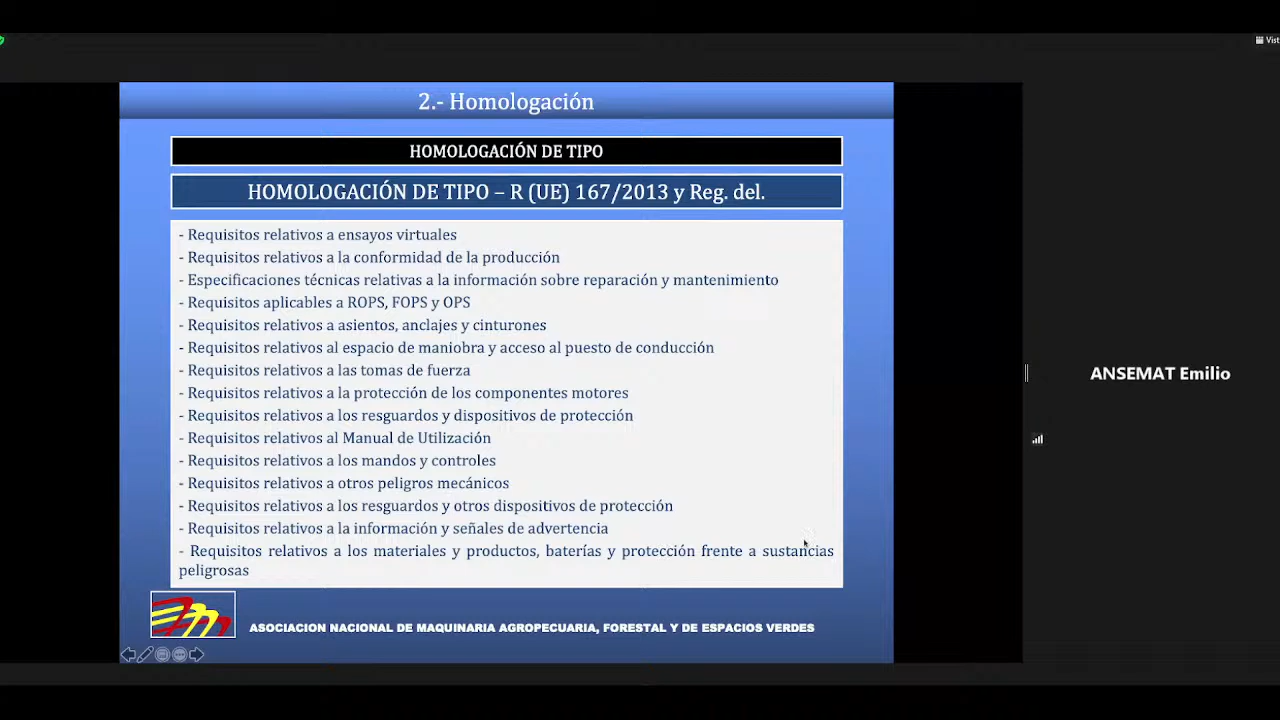 Vist
2.- Homologación
HOMOLOGACIÓN DE TIPO
HOMOLOGACIÓN DE TIPO – R (UE) 167/2013 y Reg. del.
- Requisitos relativos a ensayos virtuales
- Requisitos relativos a la conformidad de la producción
- Especificaciones técnicas relativas a la información sobre reparación y mantenimiento
- Requisitos aplicables a ROPS, FOPS y OPS
- Requisitos relativos a asientos, anclajes y cinturones
- Requisitos relativos al espacio de maniobra y acceso al puesto de conducción
- Requisitos relativos a las tomas de fuerza
- Requisitos relativos a la protección de los componentes motores
- Requisitos relativos a los resguardos y dispositivos de protección
- Requisitos relativos al Manual de Utilización
- Requisitos relativos a los mandos y controles
- Requisitos relativos a otros peligros mecánicos
- Requisitos relativos a los resguardos y otros dispositivos de protección
- Requisitos relativos a la información y señales de advertencia
- Requisitos relativos a los materiales y productos, baterías y protección frente a sustancias
peligrosas
ASOCIACION NACIONAL DE MAQUINARIA AGROPECUARIA, FORESTAL Y DE ESPACIOS VERDES
ANSEMAT Emilio